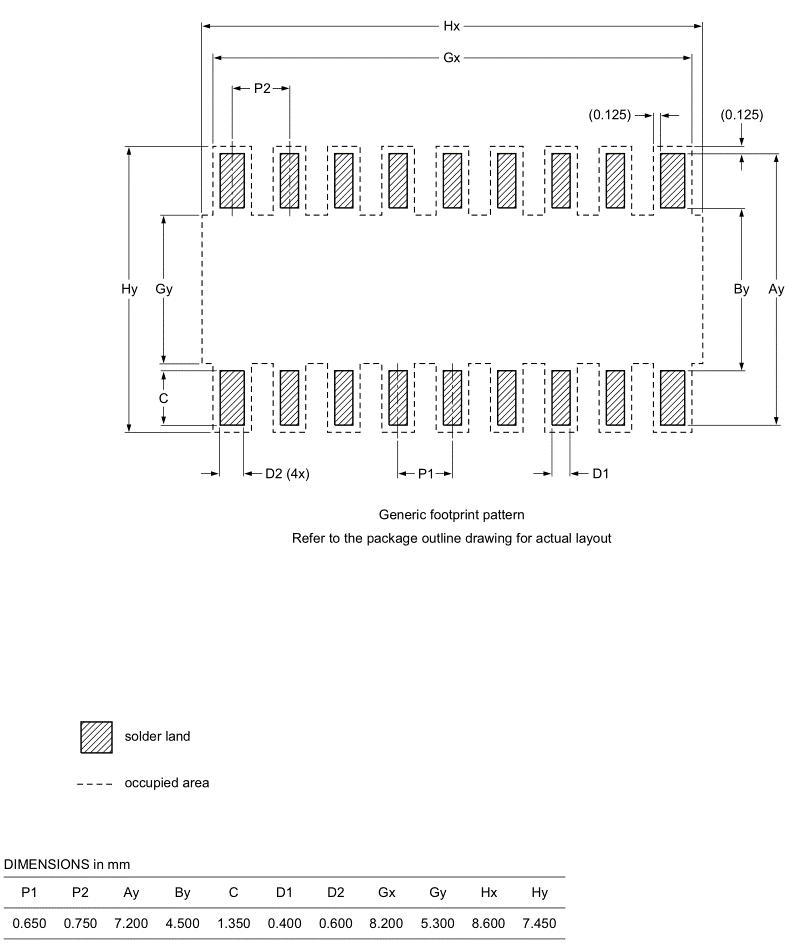 Hx
Gx
P2
(0.125) (0.125)
Hy Gy By Ay
C
D2 (4x) P1 D1
Generic footprint pattern
Refer to the package outline drawing for actual layout
solder land
occupied area
DIMENSIONS in mm
P1 P2 Ay By C D1 D2 Gx Gy Hx Hy
0.650 0.750 7.200 4.500 1.350 0.400 0.600 8.200 5.300 8.600 7.450